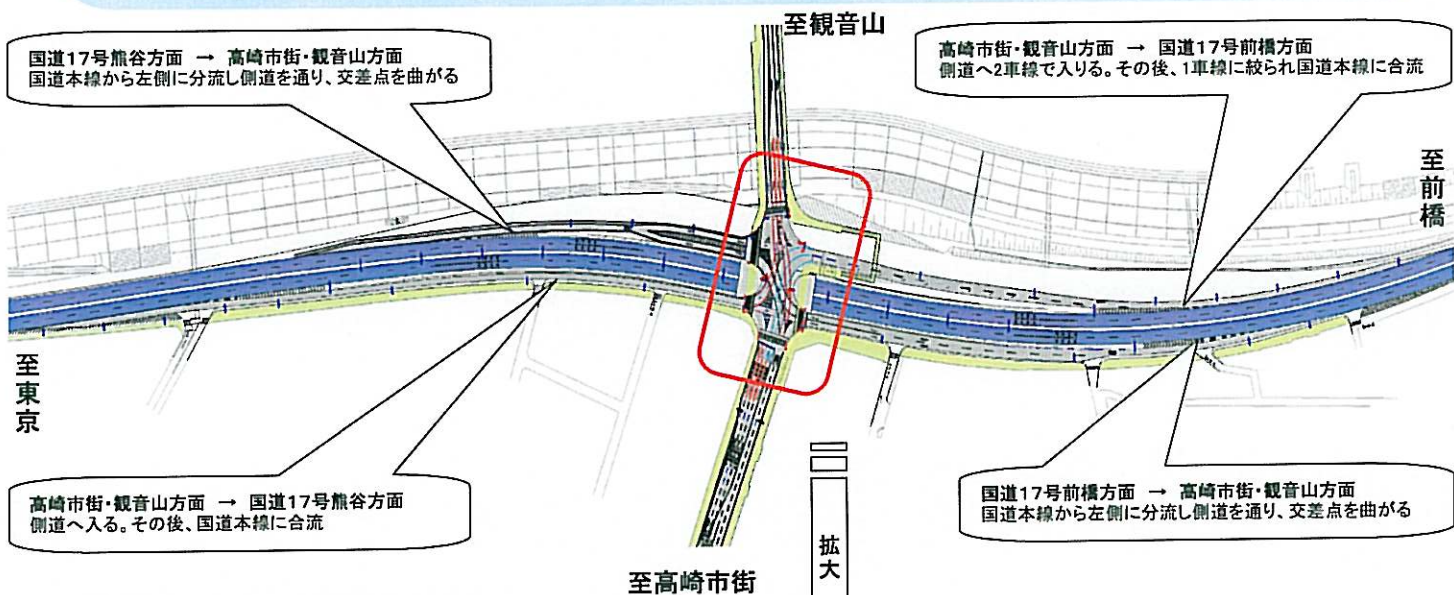 至観音山
国道17号熊谷方面 → 高崎市街・観音山方面
国道本線から左側に分流し側道を通り、交差点を曲がる
高崎市街・観音山方面 → 国道17号前橋方面
側道へ2車線で入りる。その後、1車線に絞られ国道本線に合流
至前橋
至東京
高崎市街・観音山方面 → 国道17号熊谷方面
側道へ入る。その後、国道本線に合流
国道17号前橋方面 → 高崎市街・観音山方面
国道本線から左側に分流し側道を通り、交差点を曲がる
拡大
至高崎市街